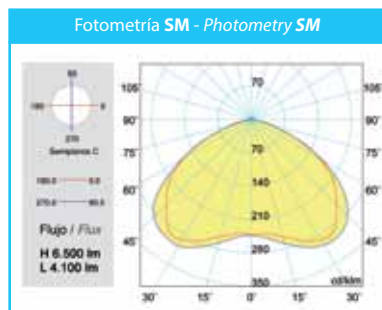 Fotometría SM - Photometry SM
90
180 0
270
Semiplanos C
180.0 0.0
270.0 90.0
Flujo / Flux
H 6.500 lm
L 4.100 lm
105° 105°
90° 90°
75° 75°
60° 60°
45° 45°
30° 15° 0° 15° 30°
70
70
140
210
280
350
cd/klm